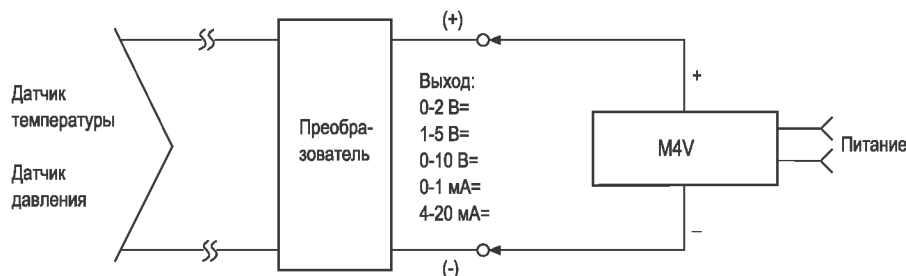 Датчик
температуры
Датчик
давления
Преобра-
зователь
(+)
Выход:
0-2 В=
1-5 В=
0-10 В=
0-1 мА=
4-20 мА=
(-)
+
M4V
–
Питание